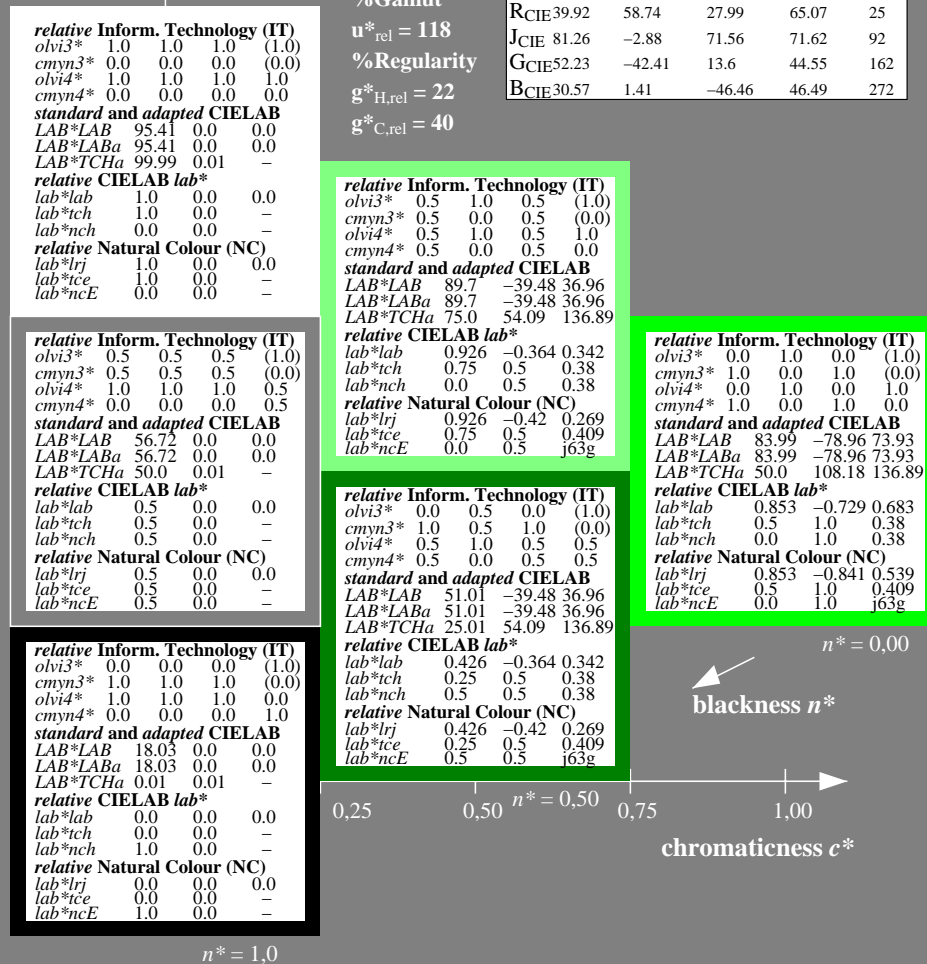 %Gamut
u*rel = 118
%Regularity
g*H,rel = 22
g*C,rel = 40
RCIE 39.92 58.74 27.99 65.07 25
JCIE 81.26 –2.88 71.56 71.62 92
GCIE 52.23 –42.41 13.6 44.55 162
BCIE 30.57 1.41 –46.46 46.49 272
relative Inform. Technology (IT)
olvi3* 1.0 1.0 1.0 (1.0)
cmyn3* 0.0 0.0 0.0 (0.0)
olvi4* 1.0 1.0 1.0 1.0
cmyn4* 0.0 0.0 0.0 0.0
standard and adapted CIELAB
LAB*LAB 95.41 0.0 0.0
LAB*LABa 95.41 0.0 0.0
LAB*TCHa 99.99 0.01 –
relative CIELAB lab*
lab*lab 1.0 0.0 0.0
lab*tch 1.0 0.0 –
lab*nch 0.0 0.0 –
relative Natural Colour (NC)
lab*lrj 1.0 0.0 0.0
lab*tce 1.0 0.0 –
lab*ncE 0.0 0.0 –
relative Inform. Technology (IT)
olvi3* 0.5 1.0 0.5 (1.0)
cmyn3* 0.5 0.0 0.5 (0.0)
olvi4* 0.5 1.0 0.5 1.0
cmyn4* 0.5 0.0 0.5 0.0
standard and adapted CIELAB
LAB*LAB 89.7 –39.48 36.96
LAB*LABa 89.7 –39.48 36.96
LAB*TCHa 75.0 54.09 136.89
relative CIELAB lab*
lab*lab 0.926 –0.364 0.342
lab*tch 0.75 0.5 0.38
lab*nch 0.0 0.5 0.38
relative Natural Colour (NC)
lab*lrj 0.926 –0.42 0.269
lab*tce 0.75 0.5 0.409
lab*ncE 0.0 0.5 j63g
relative Inform. Technology (IT)
olvi3* 0.5 0.5 0.5 (1.0)
cmyn3* 0.5 0.5 0.5 (0.0)
olvi4* 1.0 1.0 1.0 0.5
cmyn4* 0.0 0.0 0.0 0.5
standard and adapted CIELAB
LAB*LAB 56.72 0.0 0.0
LAB*LABa 56.72 0.0 0.0
LAB*TCHa 50.0 0.01 –
relative CIELAB lab*
lab*lab 0.5 0.0 0.0
lab*tch 0.5 0.0 –
lab*nch 0.5 0.0 –
relative Natural Colour (NC)
lab*lrj 0.5 0.0 0.0
lab*tce 0.5 0.0 –
lab*ncE 0.5 0.0 –
relative Inform. Technology (IT)
olvi3* 0.0 1.0 0.0 (1.0)
cmyn3* 1.0 0.0 1.0 (0.0)
olvi4* 0.0 1.0 0.0 1.0
cmyn4* 1.0 0.0 1.0 0.0
standard and adapted CIELAB
LAB*LAB 83.99 –78.96 73.93
LAB*LABa 83.99 –78.96 73.93
LAB*TCHa 50.0 108.18 136.89
relative CIELAB lab*
lab*lab 0.853 –0.729 0.683
lab*tch 0.5 1.0 0.38
lab*nch 0.0 1.0 0.38
relative Natural Colour (NC)
lab*lrj 0.853 –0.841 0.539
lab*tce 0.5 1.0 0.409
lab*ncE 0.0 1.0 j63g
relative Inform. Technology (IT)
olvi3* 0.0 0.5 0.0 (1.0)
cmyn3* 1.0 0.5 1.0 (0.0)
olvi4* 0.5 1.0 0.5 0.5
cmyn4* 0.5 0.0 0.5 0.5
standard and adapted CIELAB
LAB*LAB 51.01 –39.48 36.96
LAB*LABa 51.01 –39.48 36.96
LAB*TCHa 25.01 54.09 136.89
relative CIELAB lab*
lab*lab 0.426 –0.364 0.342
lab*tch 0.25 0.5 0.38
lab*nch 0.5 0.5 0.38
relative Natural Colour (NC)
lab*lrj 0.426 –0.42 0.269
lab*tce 0.25 0.5 0.409
lab*ncE 0.5 0.5 j63g
n* = 0,00
blackness n*
relative Inform. Technology (IT)
olvi3* 0.0 0.0 0.0 (1.0)
cmyn3* 1.0 1.0 1.0 (0.0)
olvi4* 1.0 1.0 1.0 0.0
cmyn4* 0.0 0.0 0.0 1.0
standard and adapted CIELAB
LAB*LAB 18.03 0.0 0.0
LAB*LABa 18.03 0.0 0.0
LAB*TCHa 0.01 0.01 –
relative CIELAB lab*
lab*lab 0.0 0.0 0.0
lab*tch 0.0 0.0 –
lab*nch 1.0 0.0 –
relative Natural Colour (NC)
lab*lrj 0.0 0.0 0.0
lab*tce 0.0 0.0 –
lab*ncE 1.0 0.0 –
0,25 0,50 n* = 0,50 0,75 1,00
chromaticness c*
n* = 1,0